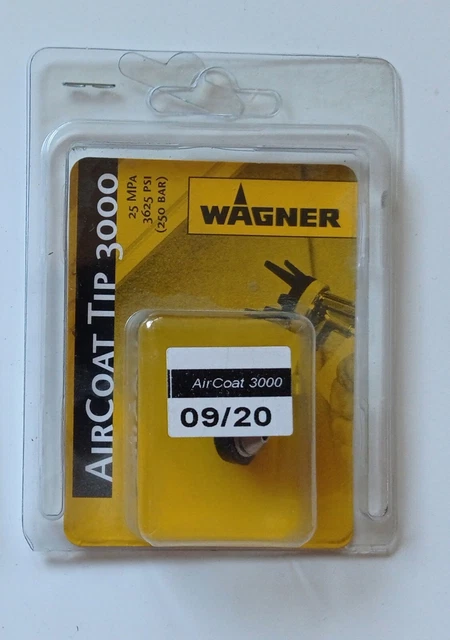 AIRCOAT TIP 3000
25 MPA
3625 PSI
(250 BAR)
WAGNER
AirCoat 3000
09/20